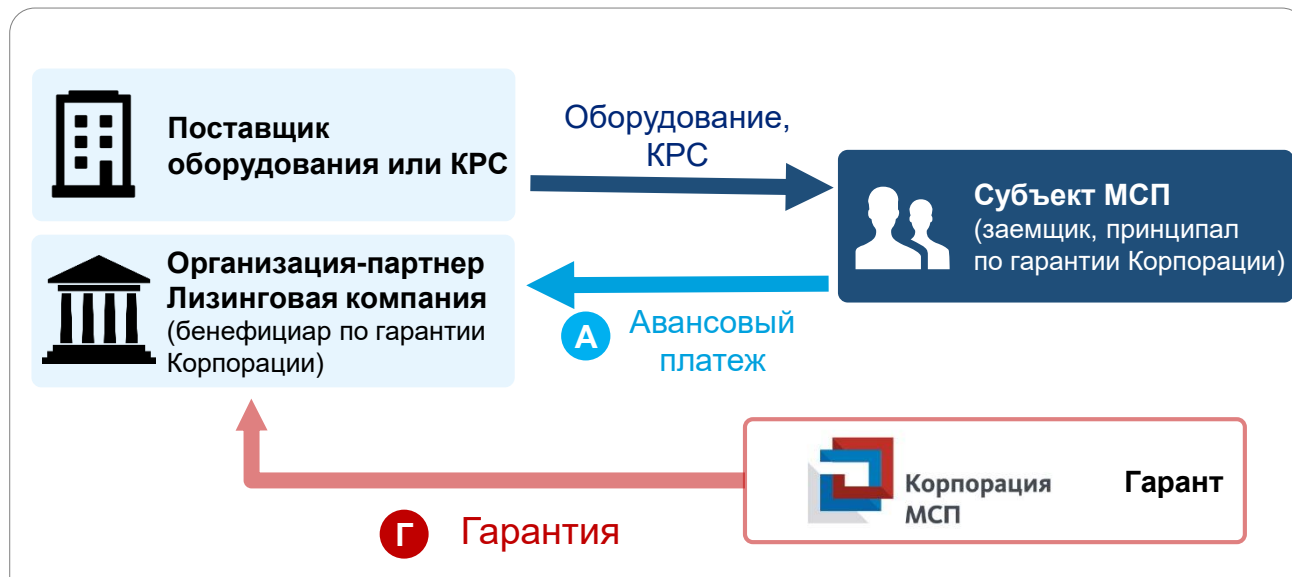 Поставщик
оборудования или КРС
Оборудование,
КРС
Субъект МСП
(заемщик, принципал
по гарантии Корпорации)
Организация-партнер
Лизинговая компания
(бенефициар по гарантии
Корпорации)
А
Авансовый
платеж
Корпорация
МСП
Гарант
Г
Гарантия